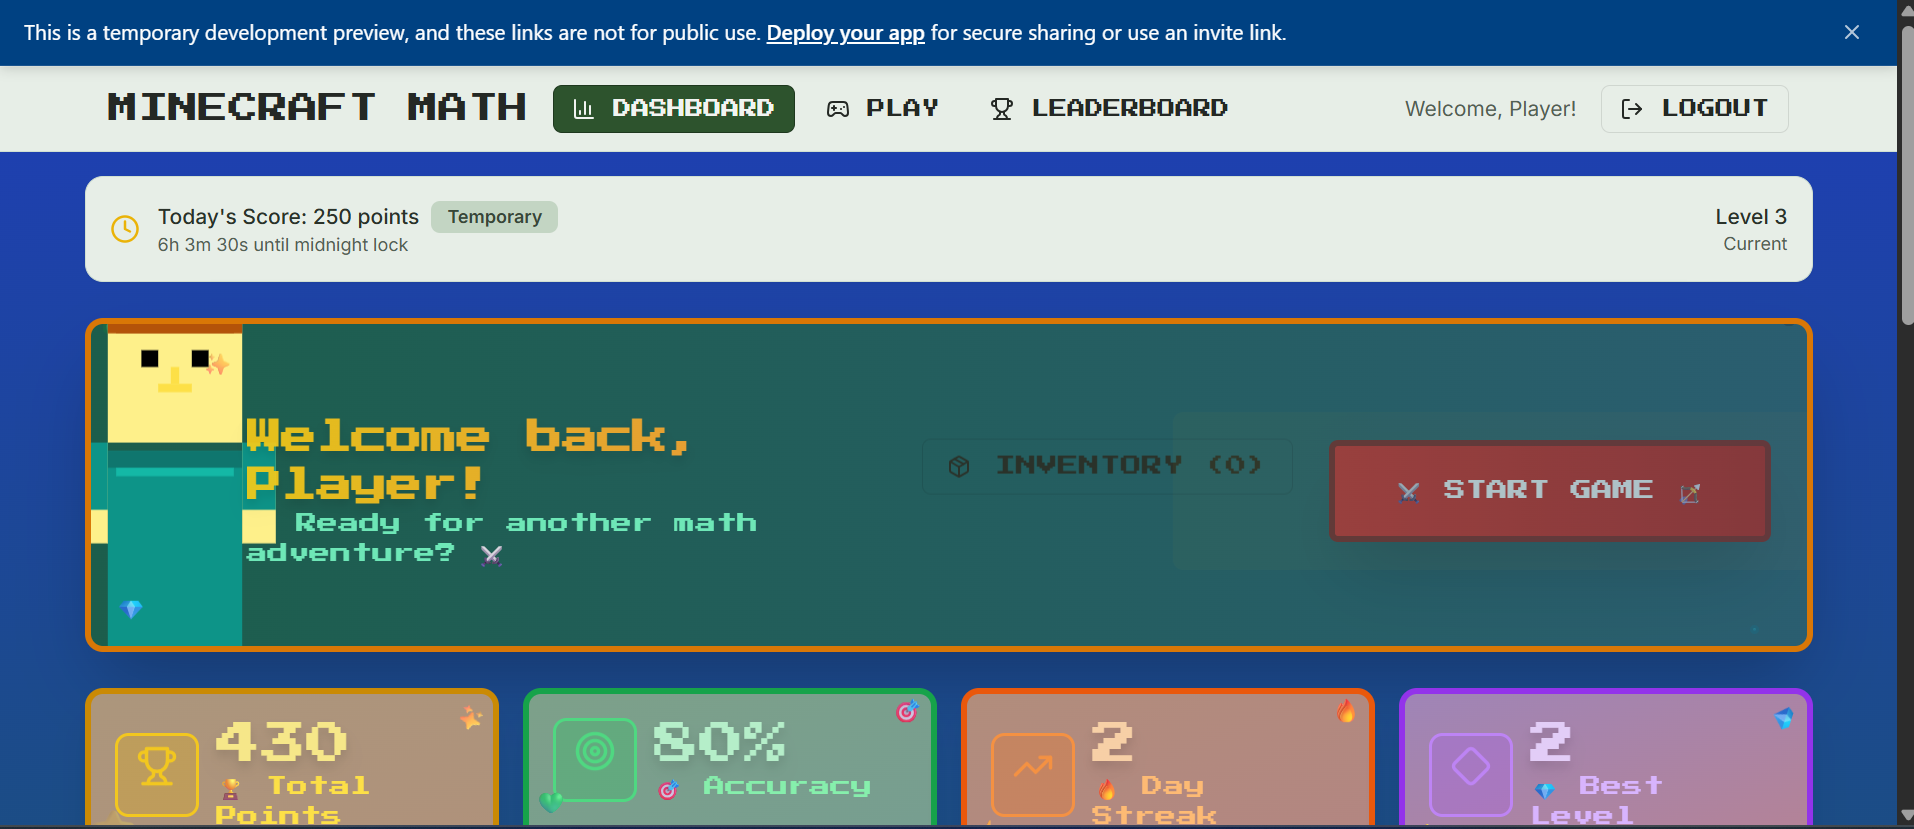 This is a temporary development preview, and these links are not for public use. Deploy your app for secure sharing or use an invite link.
MINECRAFT MATH
DASHBOARD
PLAY
LEADERBOARD
Welcome, Player!
LOGOUT
Today's Score: 250 points
Temporary
6h 3m 30s until midnight lock
Level 3
Current
Welcome back,
Player!
Ready for another math
adventure?
INVENTORY (0)
START GAME
430
Total
Points
80%
Accuracy
2
Day
Streak
2
Best
Level